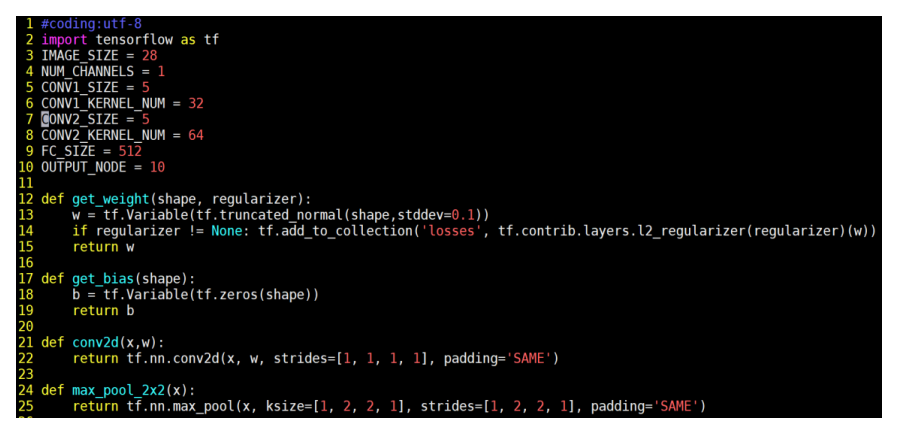 1 #coding:utf-8
2 import tensorflow as tf
3 IMAGE_SIZE = 28
4 NUM_CHANNELS = 1
5 CONV1_SIZE = 5
6 CONV1_KERNEL_NUM = 32
7 CONV2_SIZE = 5
8 CONV2_KERNEL_NUM = 64
9 FC_SIZE = 512
10 OUTPUT_NODE = 10
11
12 def get_weight(shape, regularizer):
13     w = tf.Variable(tf.truncated_normal(shape,stddev=0.1))
14     if regularizer != None: tf.add_to_collection('losses', tf.contrib.layers.l2_regularizer(regularizer)(w))
15     return w
16
17 def get_bias(shape):
18     b = tf.Variable(tf.zeros(shape))
19     return b
20
21 def conv2d(x,w):
22     return tf.nn.conv2d(x, w, strides=[1, 1, 1, 1], padding='SAME')
23
24 def max_pool_2x2(x):
25     return tf.nn.max_pool(x, ksize=[1, 2, 2, 1], strides=[1, 2, 2, 1], padding='SAME')